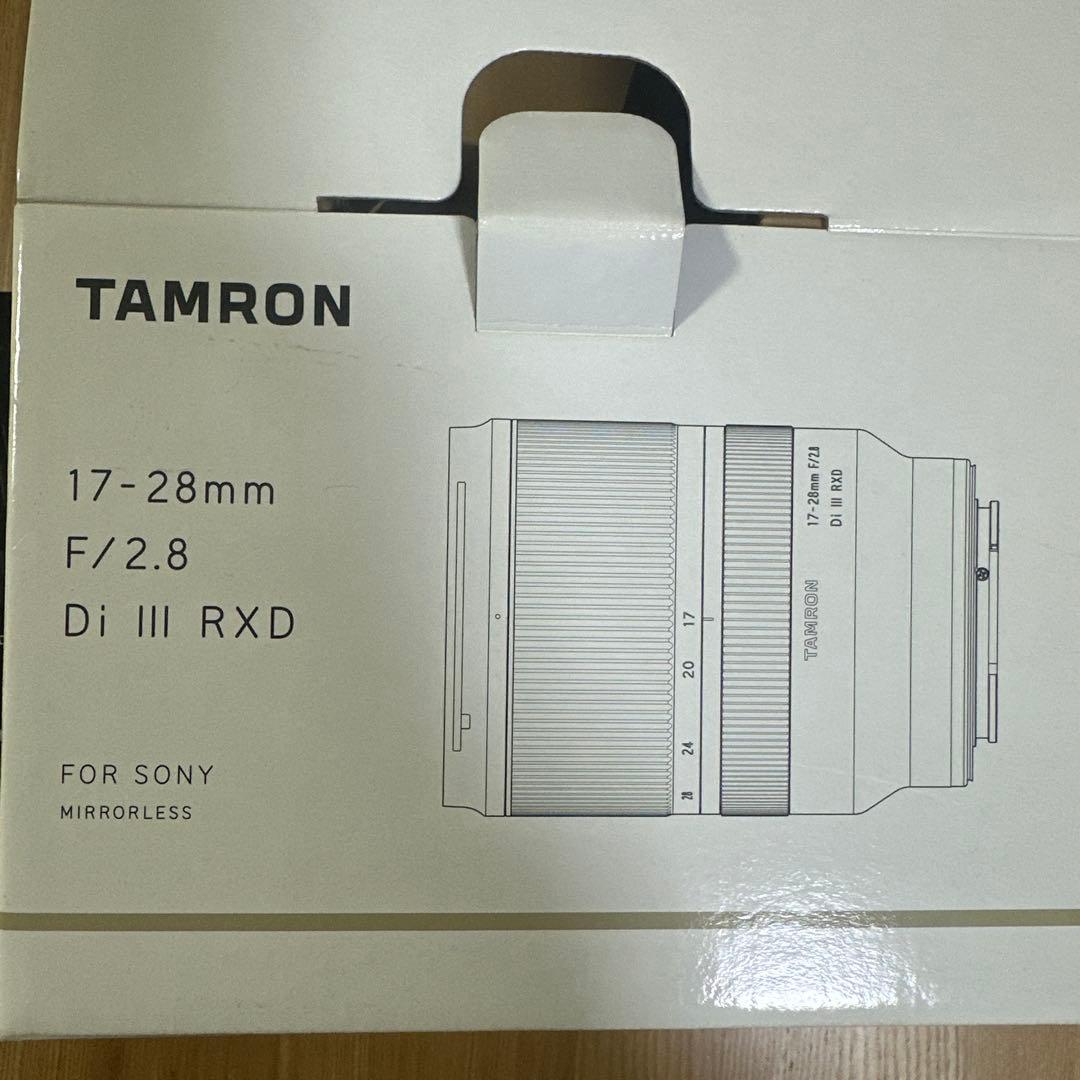 TAMRON
17-28mm
F/2.8
Di III RXD
FOR SONY
MIRRORLESS
17 20 24 28
17-28mm F/2.8
Di III RXD
TAMRON